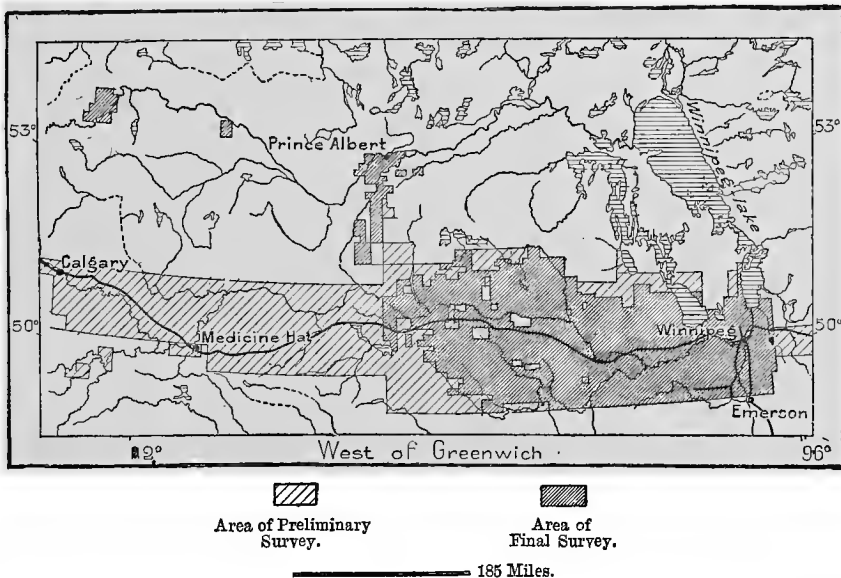 53°
53°
Prince Albert
Winnipeg lake
Calgary
50°
Medicine Hat
Winnipeg
50°
Emerson
West of Greenwich
96°
Area of Preliminary
Survey.
Area of
Final Survey.
185 Miles.